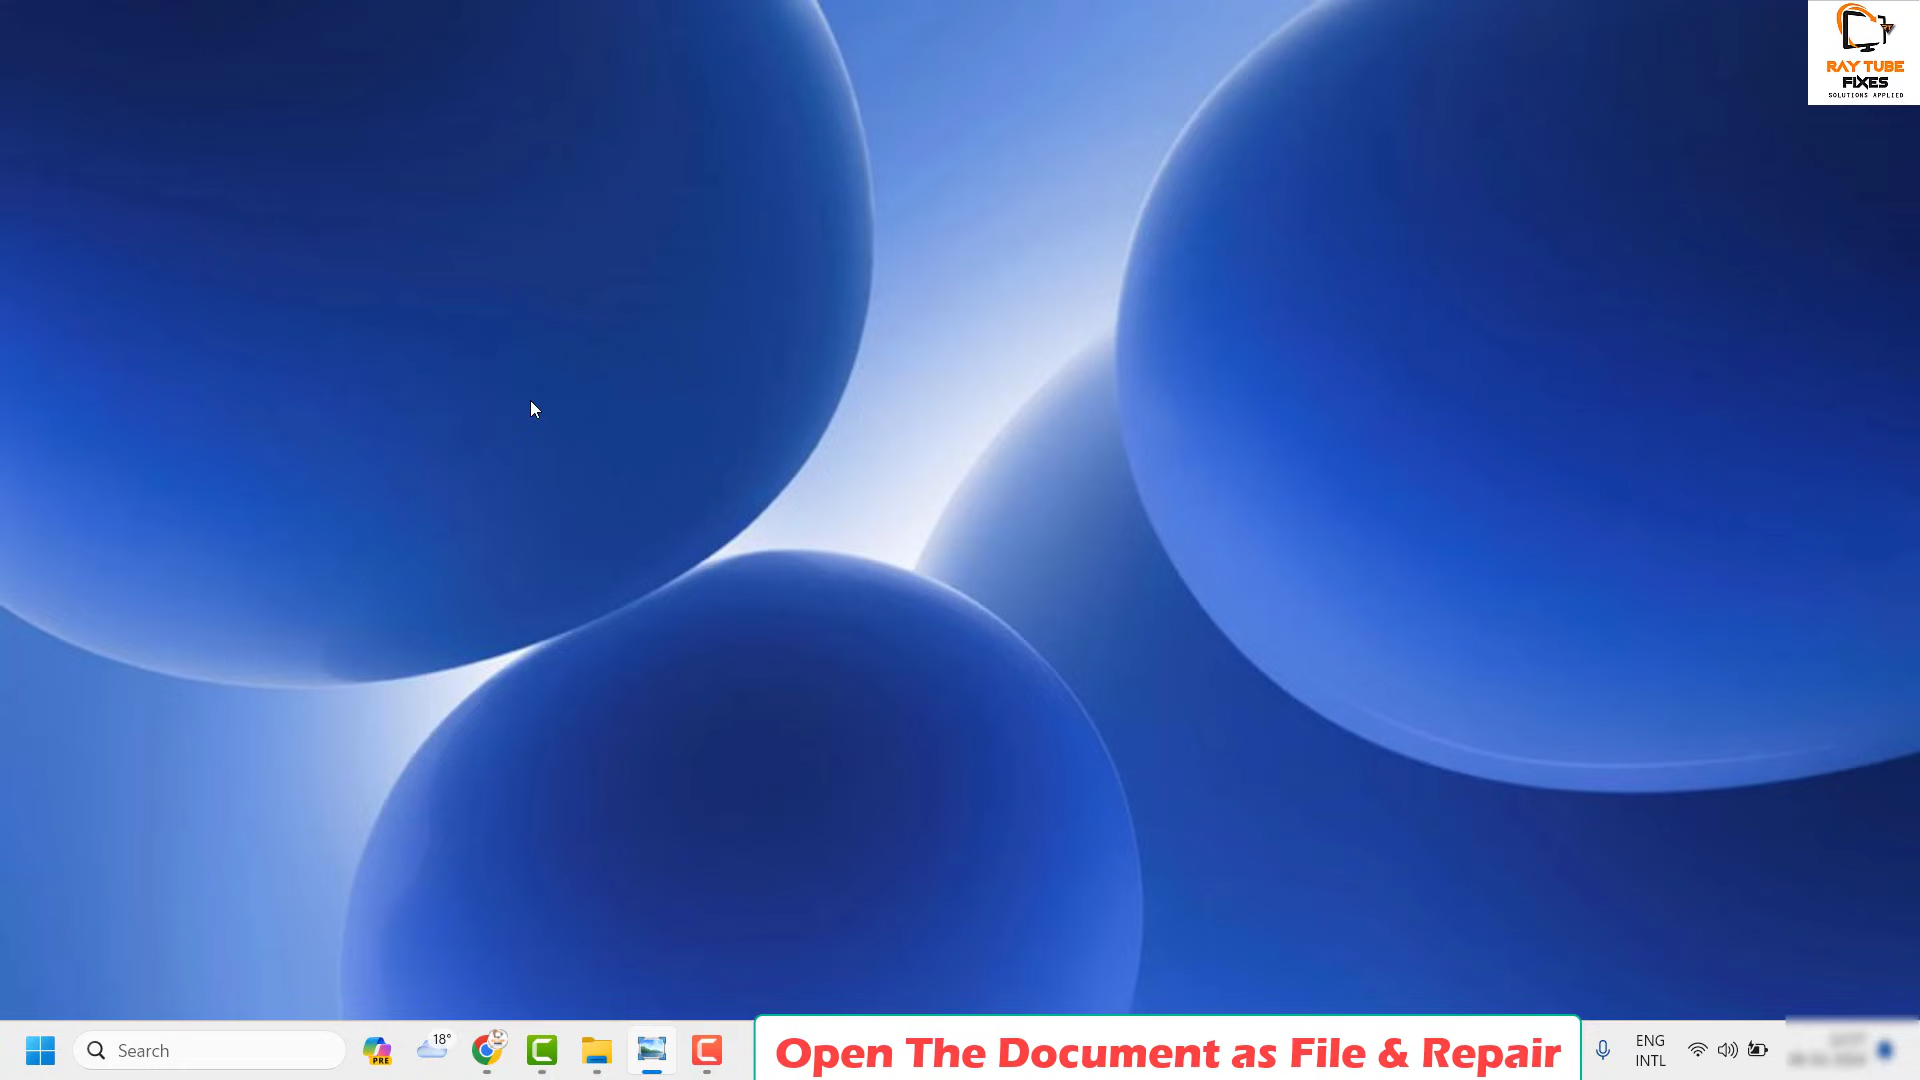 RAY TUBE
FIXES
SOLUTIONS APPLIED
PRE
18°
Search
Open The Document as File & Repair
ENG
INTL